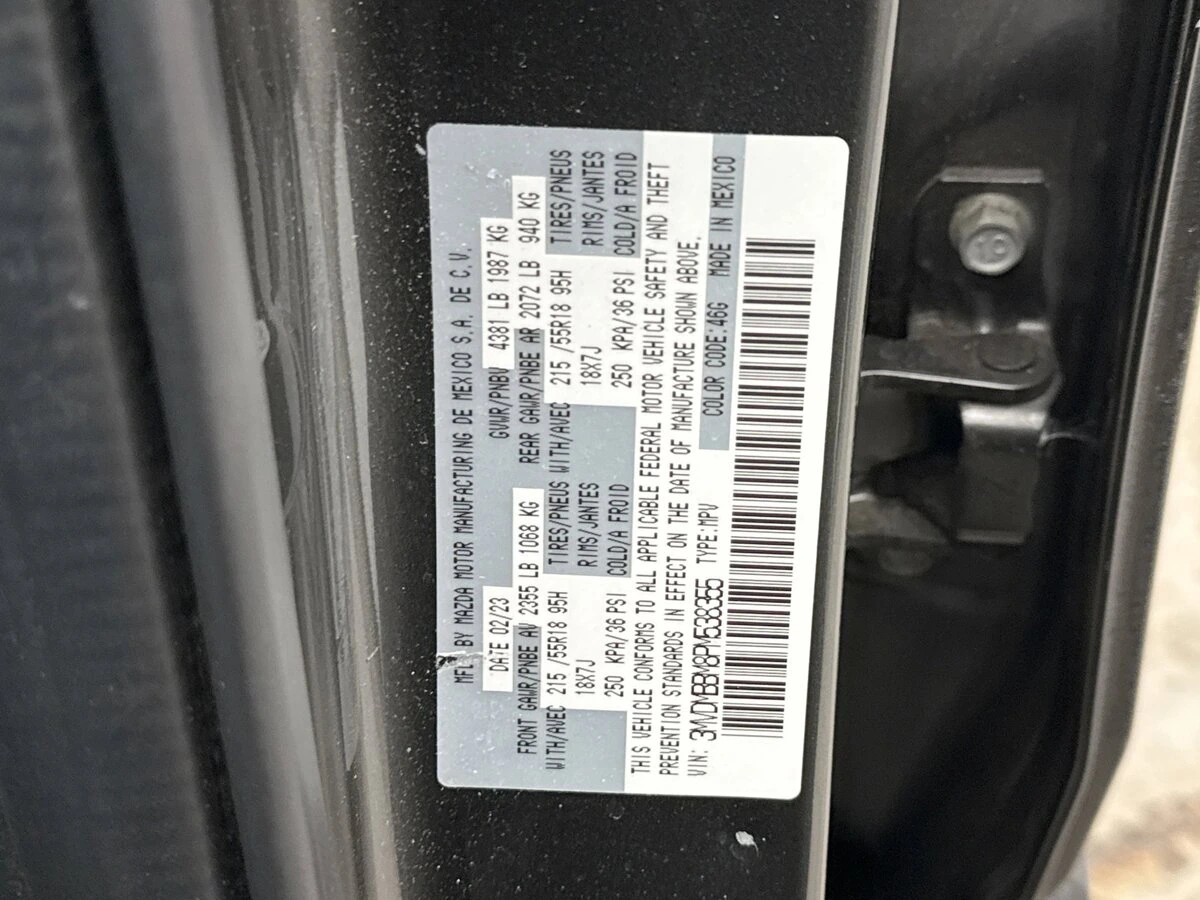 MFD BY MAZDA MOTOR MANUFACTURING DE MEXICO S.A. DE C.V.
DATE 02/23 GVWR/PNBV 4381 LB 1987 KG
FRONT GAWR/PNBE AV 2355 LB 1068 KG REAR GAWR/PNBE AR 2072 LB 940 KG
WITH/AVEC 215 /55R18 95H TIRES/PNEUS WITH/AVEC 215 /55R18 95H TIRES/PNEUS
18X7J RIMS/JANTES 18X7J RIMS/JANTES
250 KPA/36 PSI COLD/A FROID 250 KPA/36 PSI COLD/A FROID
THIS VEHICLE CONFORMS TO ALL APPLICABLE FEDERAL MOTOR VEHICLE SAFETY AND THEFT
PREVENTION STANDARDS IN EFFECT ON THE DATE OF MANUFACTURE SHOWN ABOVE.
VIN: 3MVDMBBM8PM538355 TYPE:MPV COLOR CODE:46G MADE IN MEXICO
10